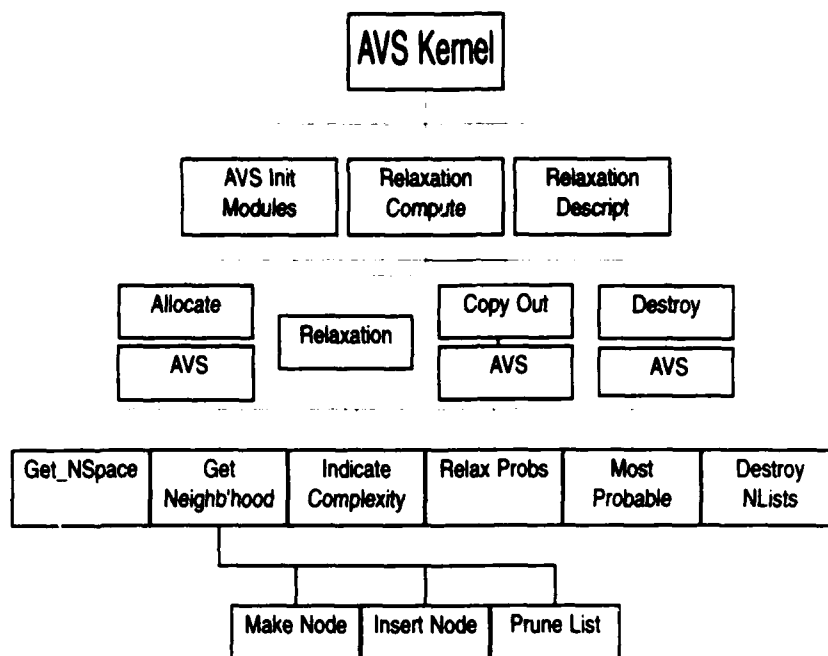 AVS Kernel
AVS Init
Modules
Relaxation
Compute
Relaxation
Descript
Allocate
AVS
Relaxation
Copy Out
AVS
Destroy
AVS
Get_NSpace
Get
Neighb'hood
Indicate
Complexity
Relax Probs
Most
Probable
Destroy
NLists
Make Node
Insert Node
Prune List